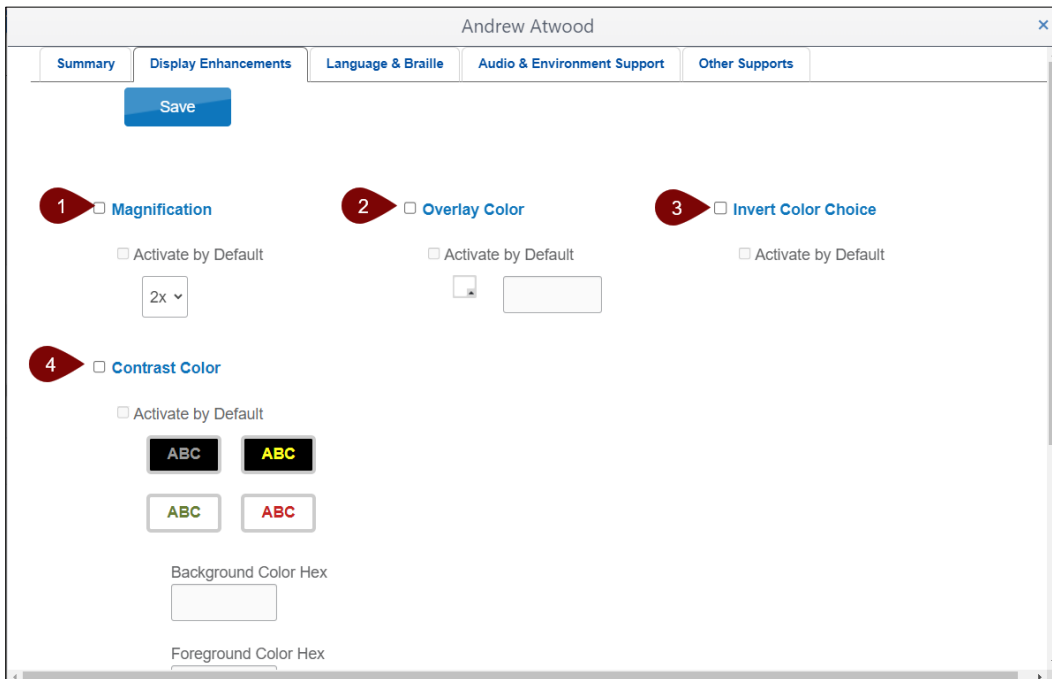 Andrew Atwood ×
Summary Display Enhancements Language & Braille Audio & Environment Support Other Supports
Save
1 Magnification 2 Overlay Color 3 Invert Color Choice
Activate by Default Activate by Default Activate by Default
2x
4 Contrast Color
Activate by Default
ABC ABC
ABC ABC
Background Color Hex
Foreground Color Hex